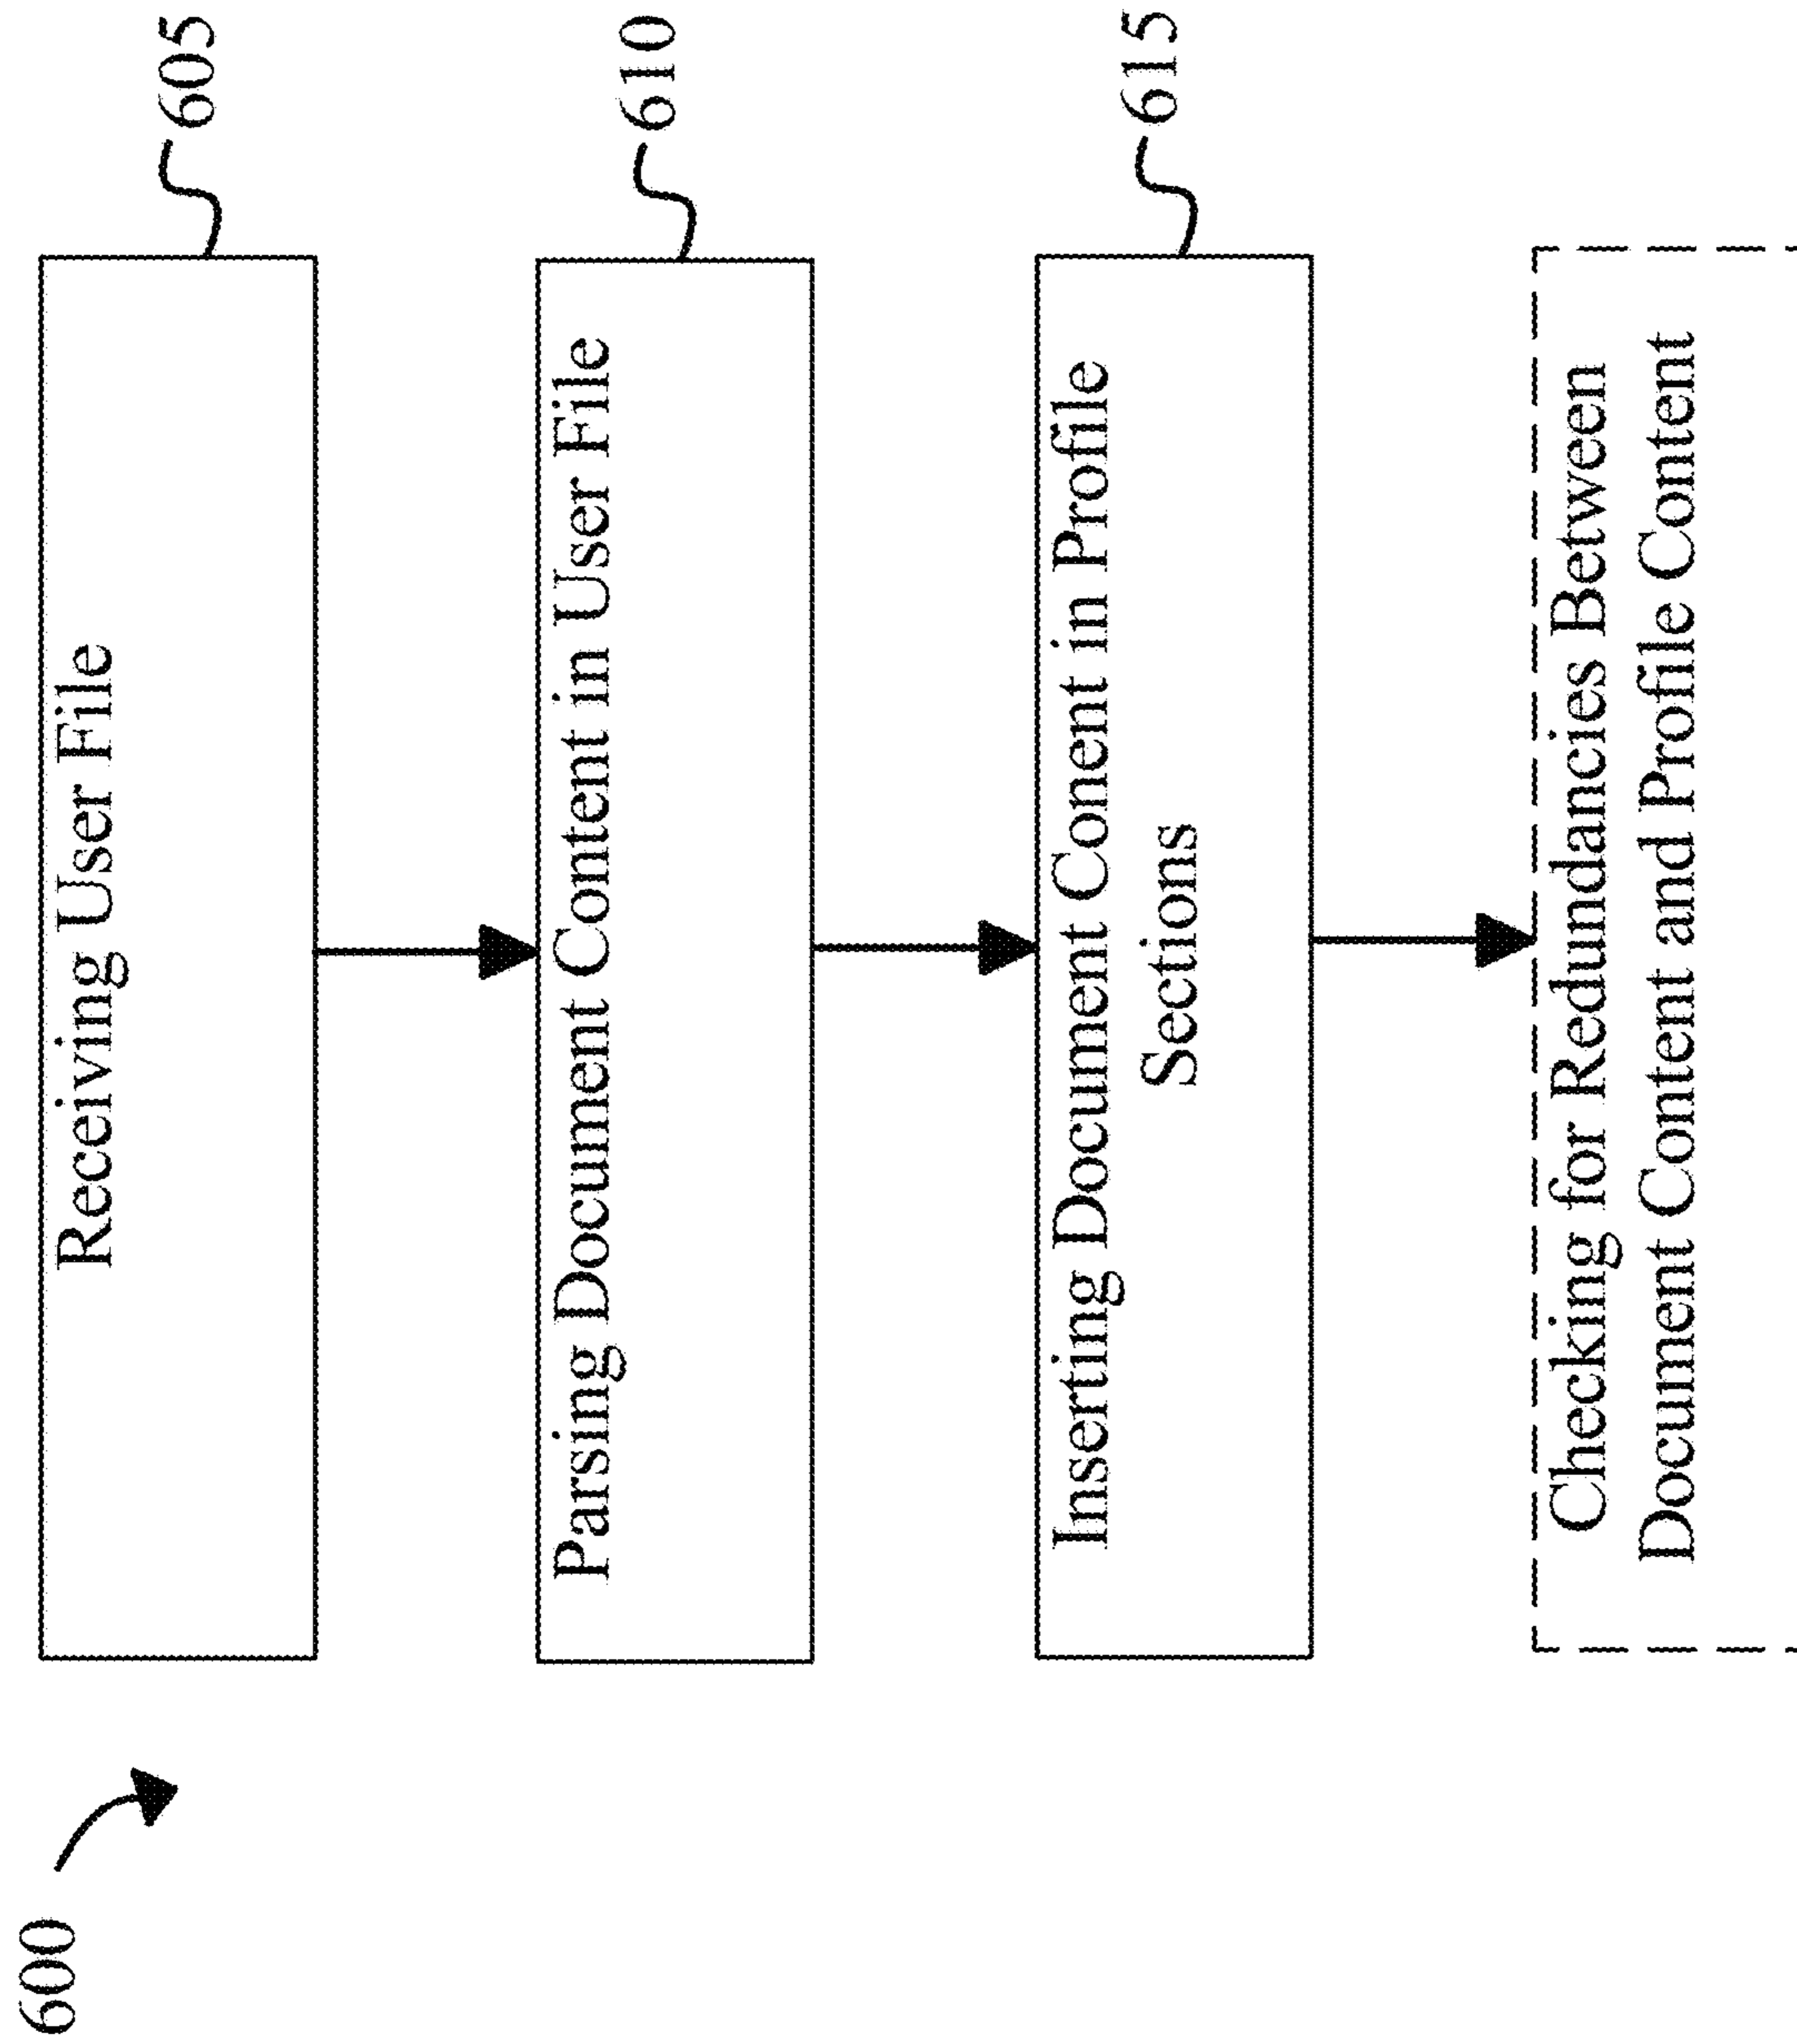 600
Receiving User File
605
Parsing Document Content in User File
610
Inserting Document Conent in Profile
Sections
615
Checking for Redundancies Between
Document Content and Profile Content